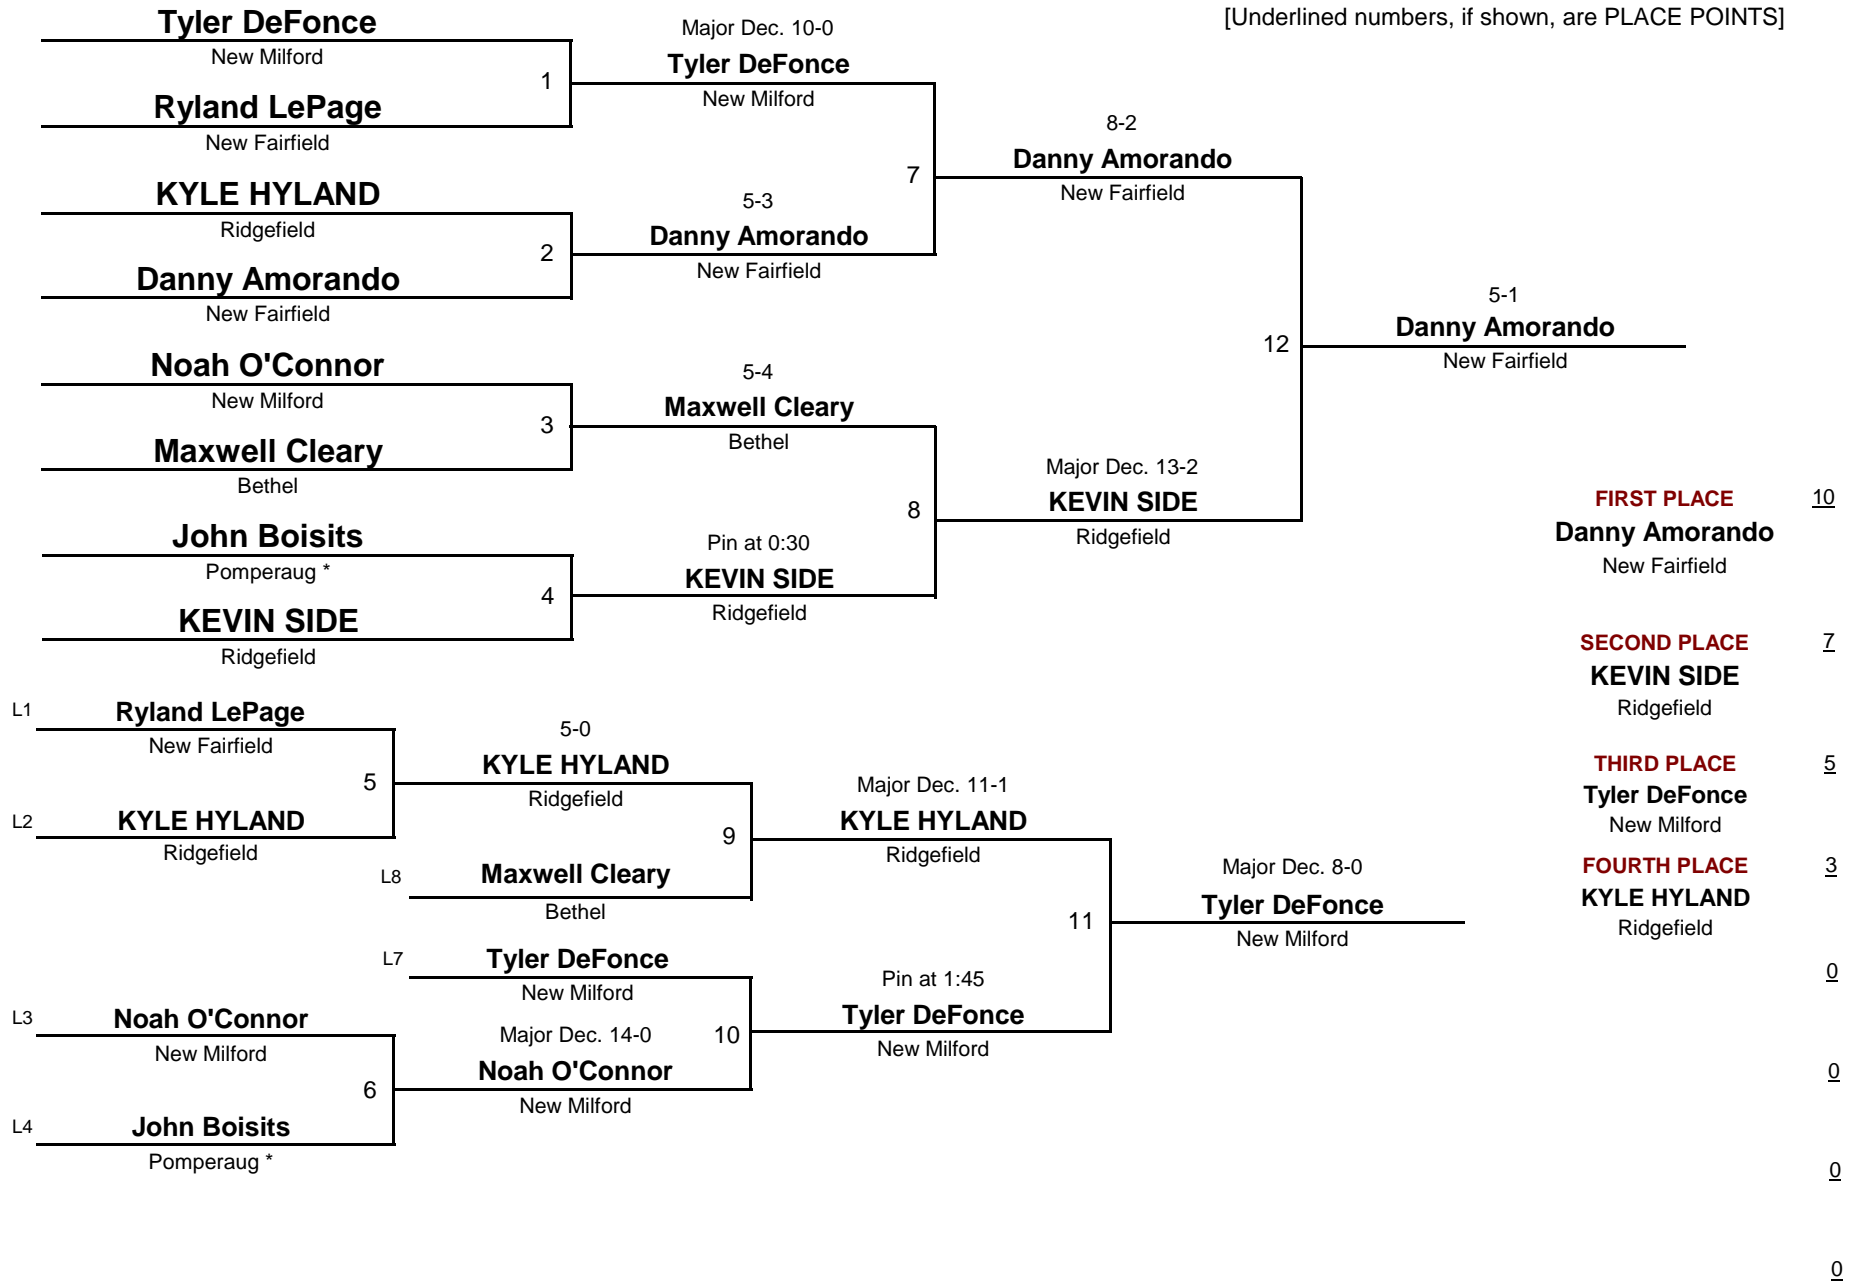 [Underlined numbers, if shown, are PLACE POINTS]
Tyler DeFonce
New Milford
1
Ryland LePage
New Fairfield
KYLE HYLAND
Ridgefield
2
Danny Amorando
New Fairfield
Noah O'Connor
New Milford
3
Maxwell Cleary
Bethel
John Boisits
Pomperaug *
4
KEVIN SIDE
Ridgefield
Major Dec. 10-0
Tyler DeFonce
New Milford
7
5-3
Danny Amorando
New Fairfield
5-4
Maxwell Cleary
Bethel
8
Pin at 0:30
KEVIN SIDE
Ridgefield
8-2
Danny Amorando
New Fairfield
12
Major Dec. 13-2
KEVIN SIDE
Ridgefield
5-1
Danny Amorando
New Fairfield
L1
Ryland LePage
New Fairfield
5
L2
KYLE HYLAND
Ridgefield
L3
Noah O'Connor
New Milford
6
L4
John Boisits
Pomperaug *
5-0
KYLE HYLAND
Ridgefield
9
L8
Maxwell Cleary
Bethel
L7
Tyler DeFonce
New Milford
10
Major Dec. 14-0
Noah O'Connor
New Milford
Major Dec. 11-1
KYLE HYLAND
Ridgefield
11
Pin at 1:45
Tyler DeFonce
New Milford
Major Dec. 8-0
Tyler DeFonce
New Milford
FIRST PLACE 10
Danny Amorando
New Fairfield
SECOND PLACE 7
KEVIN SIDE
Ridgefield
THIRD PLACE 5
Tyler DeFonce
New Milford
FOURTH PLACE 3
KYLE HYLAND
Ridgefield
0
0
0
0